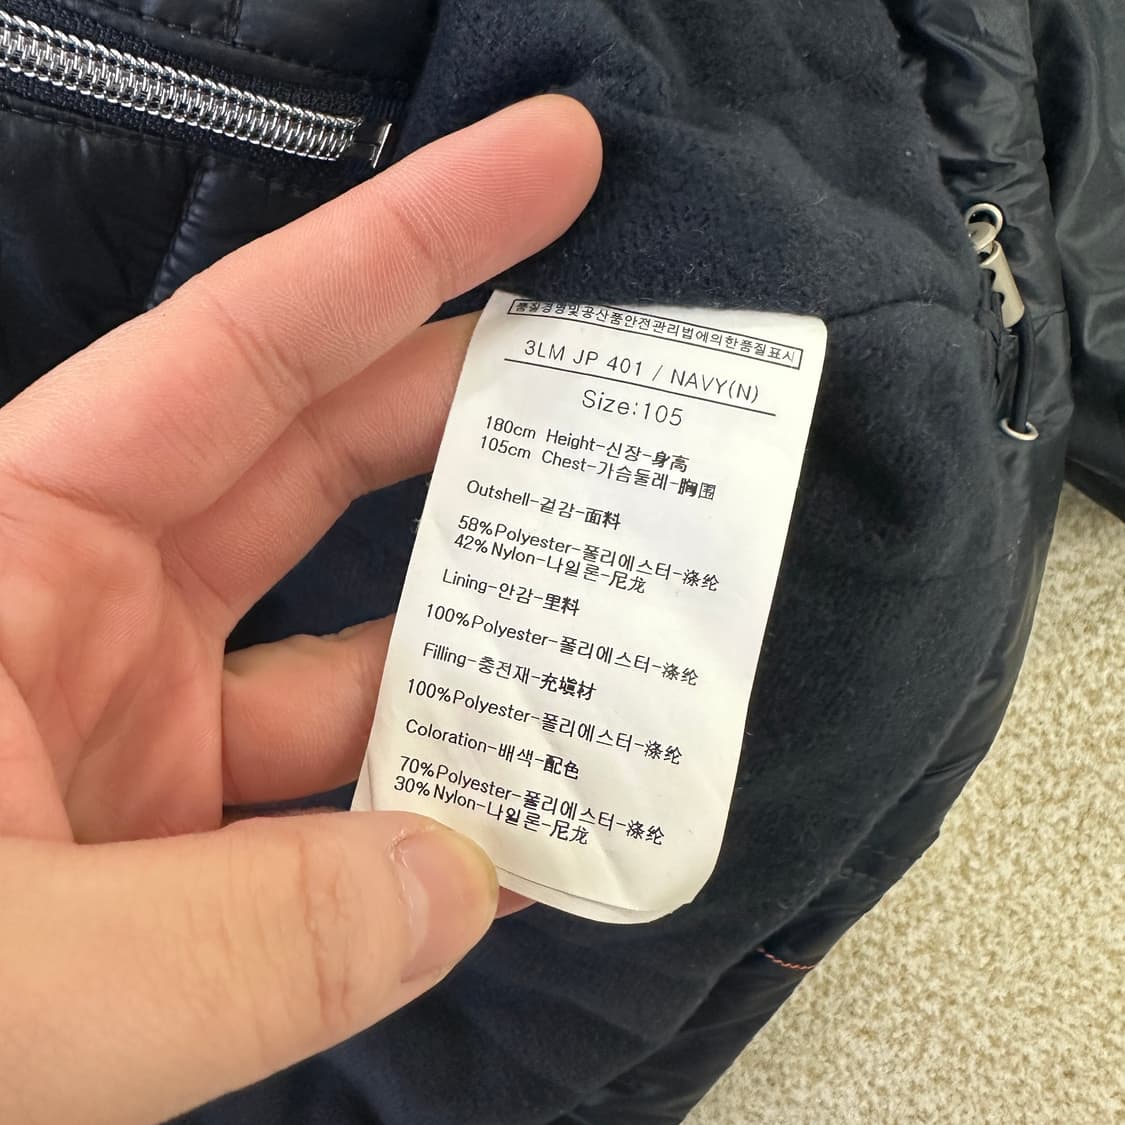 품질경영및공산품안전관리법에의한품질표시
3LM JP 401 / NAVY(N)
Size:105
180cm Height-신장-身高
105cm Chest-가슴둘레-胸围
Outshell-겉감-面料
58%Polyester-폴리에스터-涤纶
42%Nylon-나일론-尼龙
Lining-안감-里料
100%Polyester-폴리에스터-涤纶
Filling-충전재-充填材
100%Polyester-폴리에스터-涤纶
Coloration-배색-配色
70%Polyester-폴리에스터-涤纶
30%Nylon-나일론-尼龙